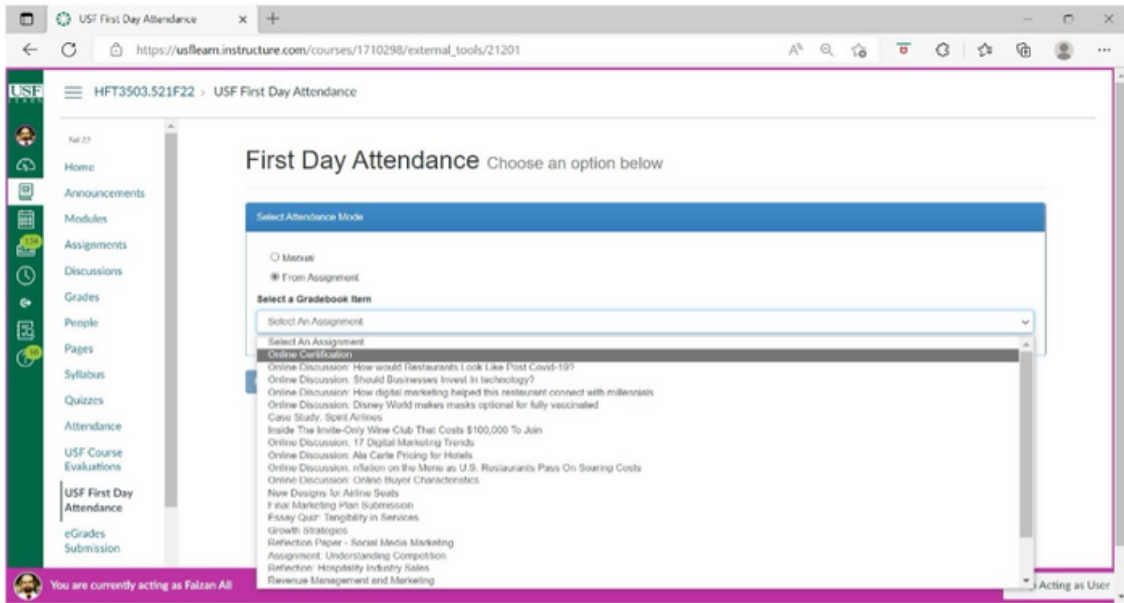 USF First Day Attendance
https://usflearn.instructure.com/courses/1710298/external_tools/21201
USF
LEARN
HFT3503.521F22 › USF First Day Attendance
Fall 22
Home
Announcements
Modules
Assignments
Discussions
Grades
People
Pages
Syllabus
Quizzes
Attendance
USF Course
Evaluations
USF First Day
Attendance
eGrades
Submission
134
10
First Day Attendance Choose an option below
Select Attendance Mode
Manual
From Assignment
Select a Gradebook Item
Select An Assignment
Select An Assignment
Online Certification
Online Discussion: How would Restaurants Look Like Post Covid-19?
Online Discussion: Should Businesses Invest In technology?
Online Discussion: How digital marketing helped this restaurant connect with millennials
Online Discussion: Disney World makes masks optional for fully vaccinated
Case Study: Spirit Airlines
Inside The Invite-Only Wine Club That Costs $100,000 To Join
Online Discussion: 17 Digital Marketing Trends
Online Discussion: Ala Carte Pricing for Hotels
Online Discussion: nflation on the Menu as U.S. Restaurants Pass On Soaring Costs
Online Discussion: Online Buyer Characteristics
New Designs for Airline Seats
Final Marketing Plan Submission
Essay Quiz: Tangibility in Services
Growth Strategies
Reflection Paper - Social Media Marketing
Assignment: Understanding Competition
Reflection: Hospitality Industry Sales
Revenue Management and Marketing
You are currently acting as Faizan Ali
Acting as User